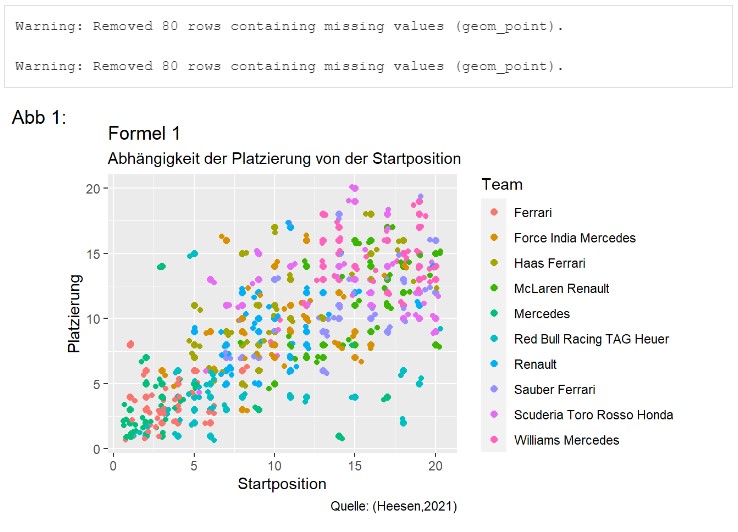 Warning: Removed 80 rows containing missing values (geom_point).
Warning: Removed 80 rows containing missing values (geom_point).
Abb 1:
Formel 1
Abhängigkeit der Platzierung von der Startposition
Platzierung
20
15
10
5
0
0 5 10 15 20
Startposition
Team
Ferrari
Force India Mercedes
Haas Ferrari
McLaren Renault
Mercedes
Red Bull Racing TAG Heuer
Renault
Sauber Ferrari
Scuderia Toro Rosso Honda
Williams Mercedes
Quelle: (Heesen,2021)